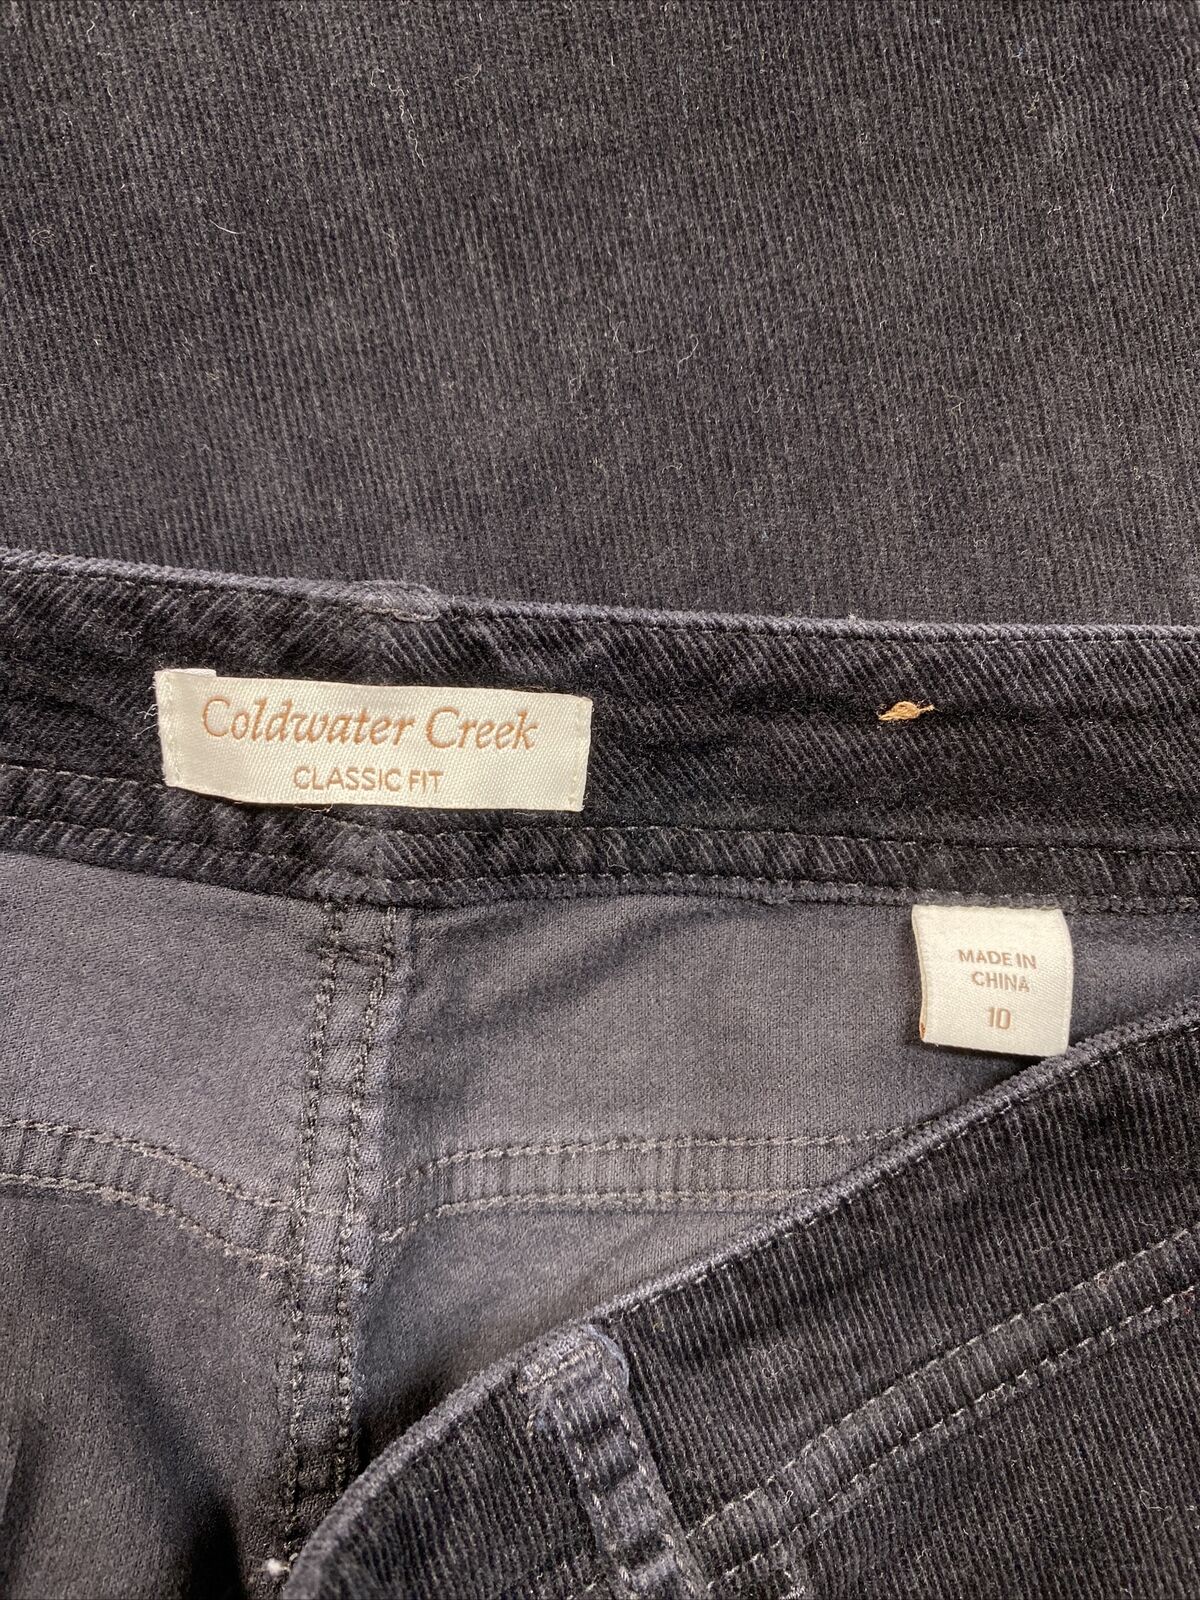 Coldwater Creek
CLASSIC FIT
MADE IN
CHINA
10